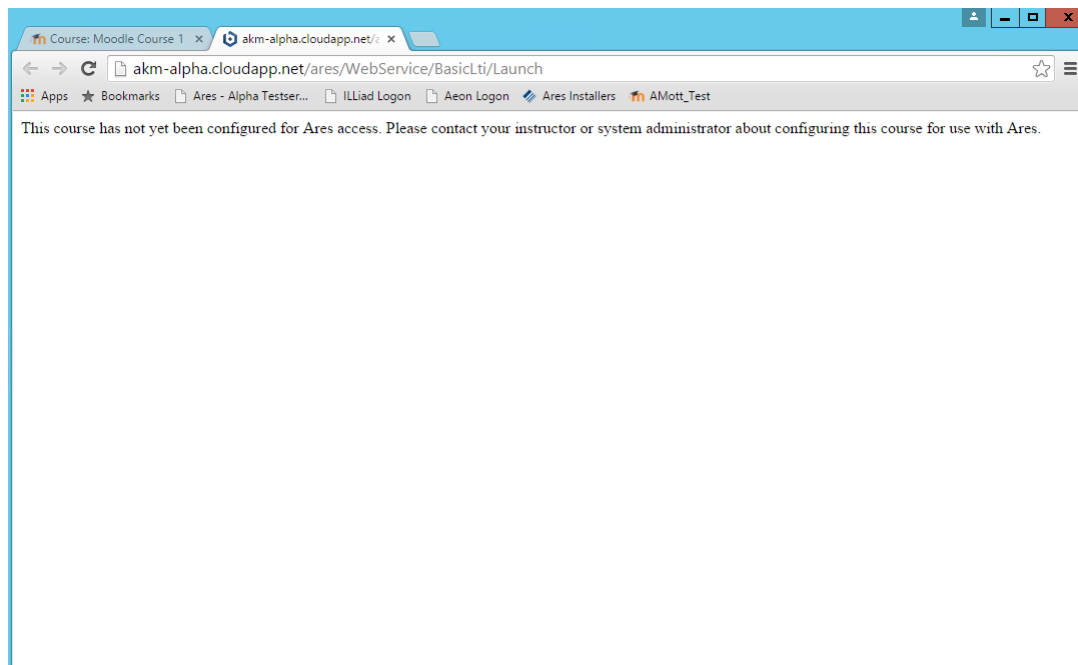 Course: Moodle Course 1 akm-alpha.cloudapp.net/a
akm-alpha.cloudapp.net/ares/WebService/BasicLti/Launch
Apps Bookmarks Ares - Alpha Testser... ILLiad Logon Aeon Logon Ares Installers AMott_Test
This course has not yet been configured for Ares access. Please contact your instructor or system administrator about configuring this course for use with Ares.